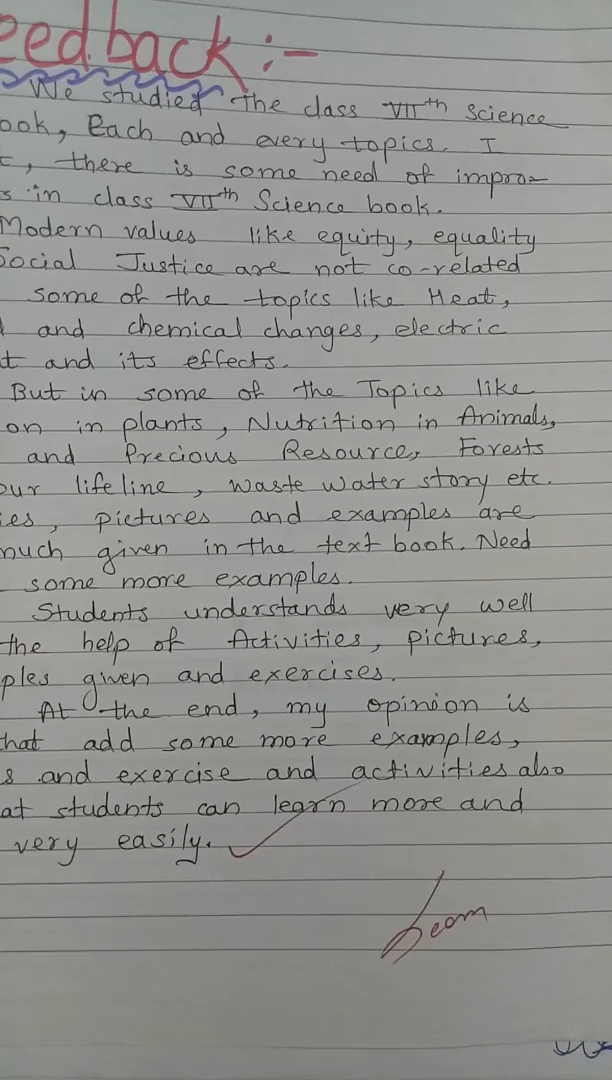 eedback:-
We studied the class VIIth Science
ook, Each and every topics. I
t, there is some need of impro-
s in class VIIth Science book.
Modern values like equity, equality
Social Justice are not co-related
some of the topics like Heat,
and chemical changes, electric
t and its effects.
But in some of the Topics like
on in plants, Nutrition in Animals,
and Precious Resource, Forests
our lifeline, waste water story etc.
ies, pictures and examples are
much given in the text book. Need
some more examples.
Students understands very well
the help of Activities, pictures,
ples given and exercises.
At the end, my opinion is
that add some more examples,
s and exercise and activities also
at students can learn more and
very easily.